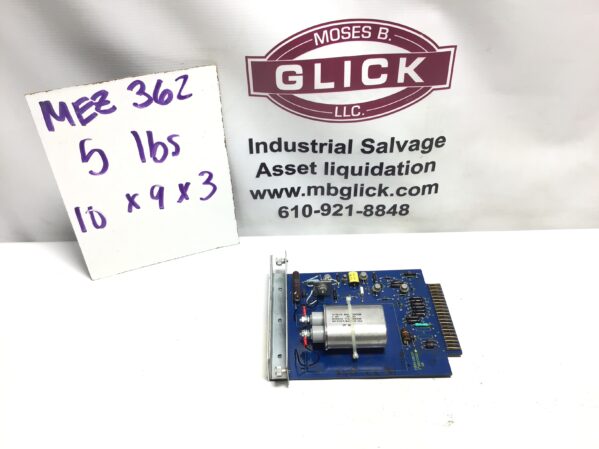 MEZ 362
5 lbs
10 x 9 x 3
MOSES B.
GLICK
LLC.
Industrial Salvage
Asset liquidation
www.mbglick.com
610-921-8848